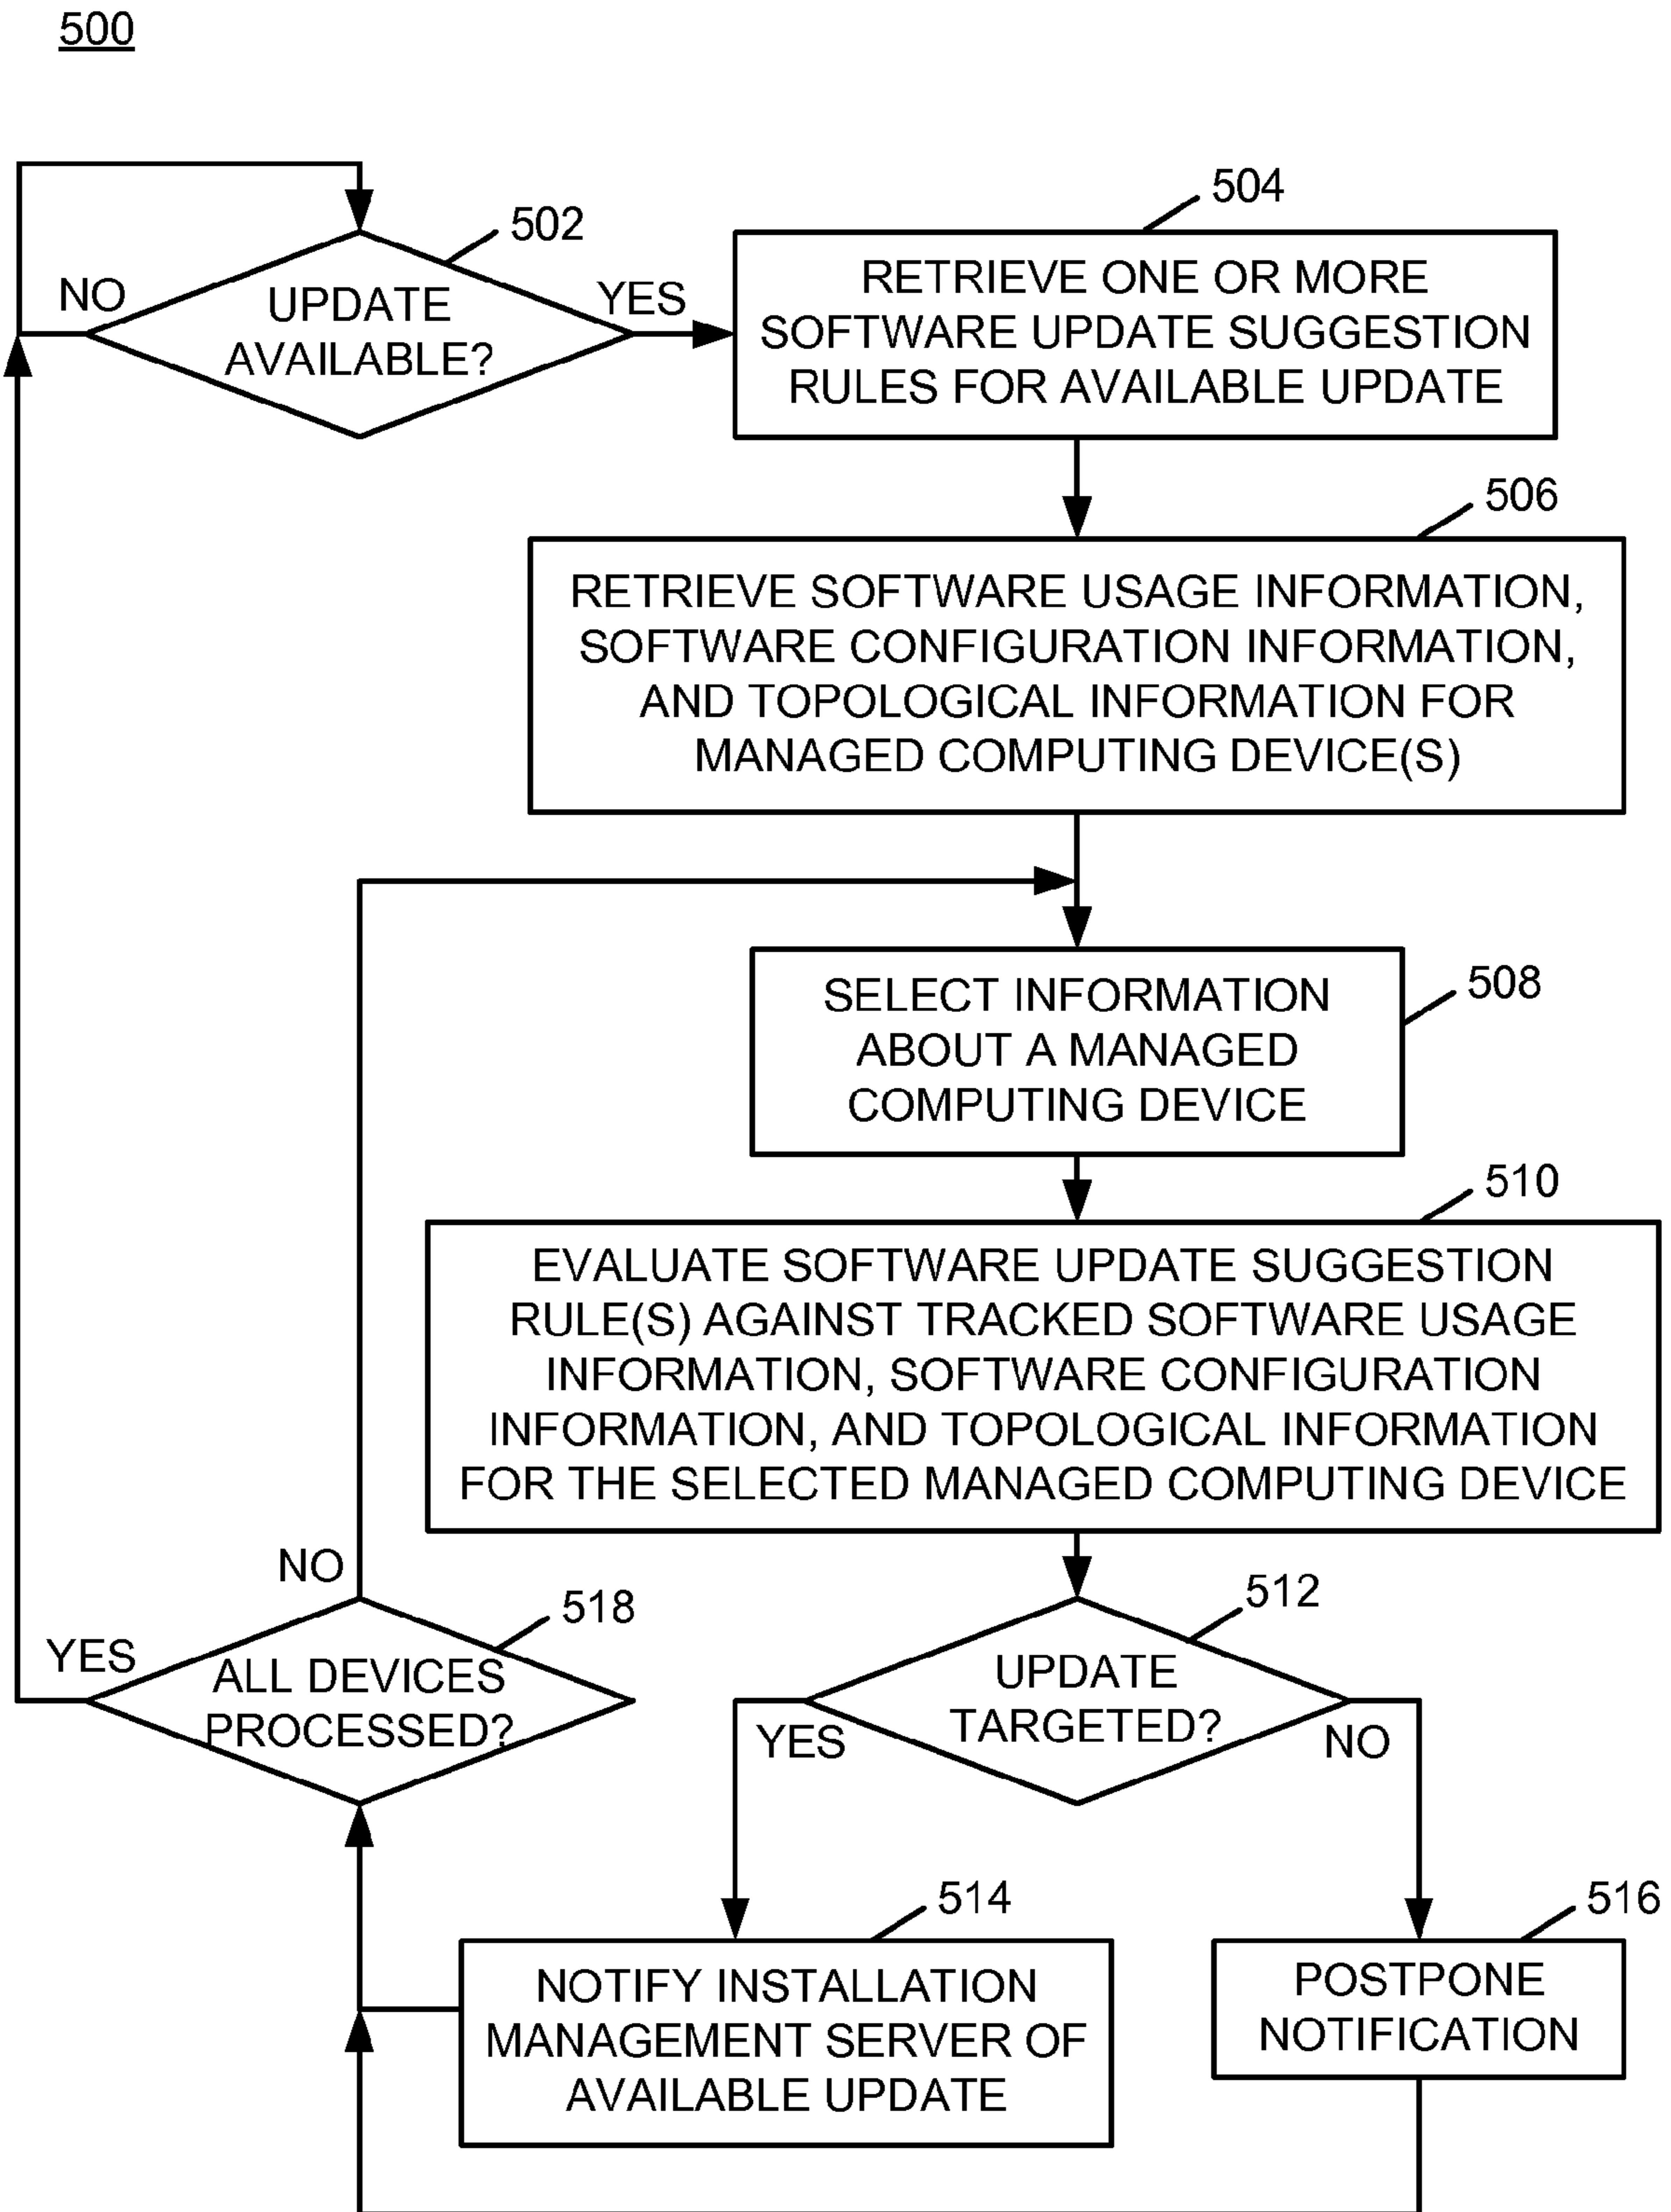 500
502
NO
UPDATE
AVAILABLE?
YES
504
RETRIEVE ONE OR MORE
SOFTWARE UPDATE SUGGESTION
RULES FOR AVAILABLE UPDATE
506
RETRIEVE SOFTWARE USAGE INFORMATION,
SOFTWARE CONFIGURATION INFORMATION,
AND TOPOLOGICAL INFORMATION FOR
MANAGED COMPUTING DEVICE(S)
508
SELECT INFORMATION
ABOUT A MANAGED
COMPUTING DEVICE
510
EVALUATE SOFTWARE UPDATE SUGGESTION
RULE(S) AGAINST TRACKED SOFTWARE USAGE
INFORMATION, SOFTWARE CONFIGURATION
INFORMATION, AND TOPOLOGICAL INFORMATION
FOR THE SELECTED MANAGED COMPUTING DEVICE
512
UPDATE
TARGETED?
YES
NO
514
NOTIFY INSTALLATION
MANAGEMENT SERVER OF
AVAILABLE UPDATE
516
POSTPONE
NOTIFICATION
518
NO
YES
ALL DEVICES
PROCESSED?